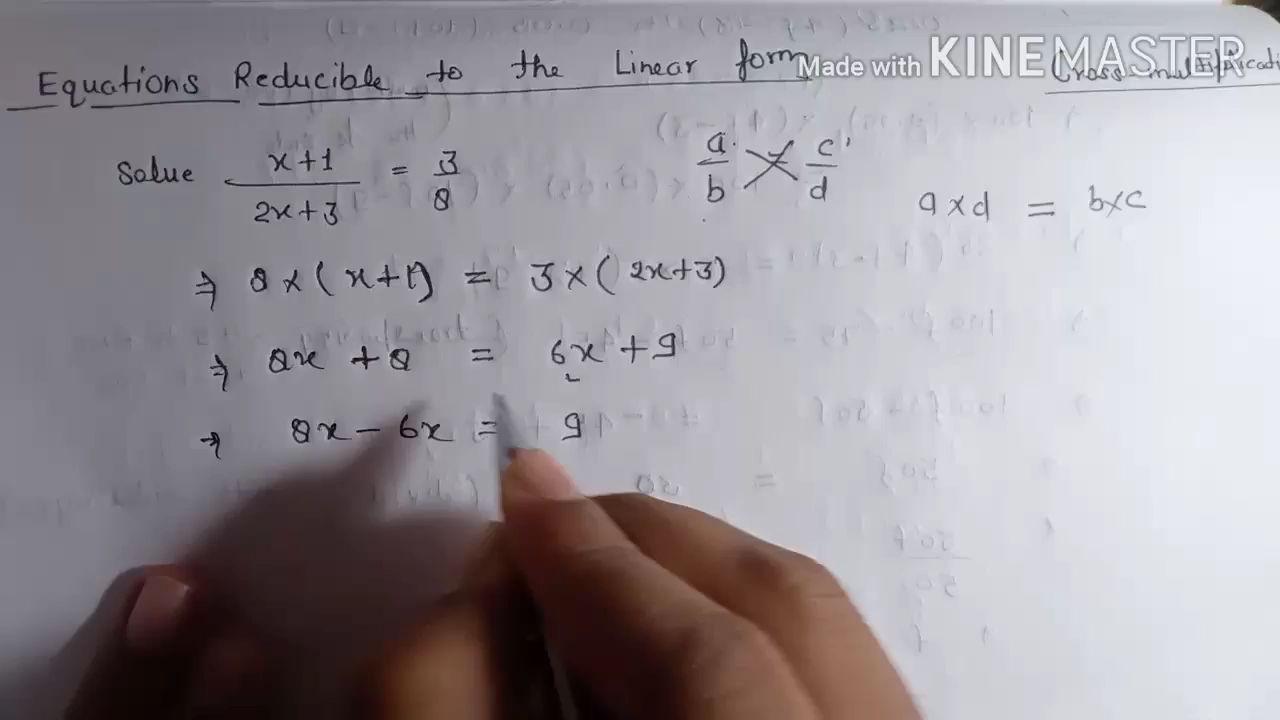 Equations Reducible to the Linear form
Made with KINEMASTER
Solve x+1 / 2x+3 = 3/8
a/b c/d
a×d = b×c
⇒ 8×(x+1) = 3×(2x+3)
⇒ 8x + 8 = 6x + 9
⇒ 8x - 6x = 9